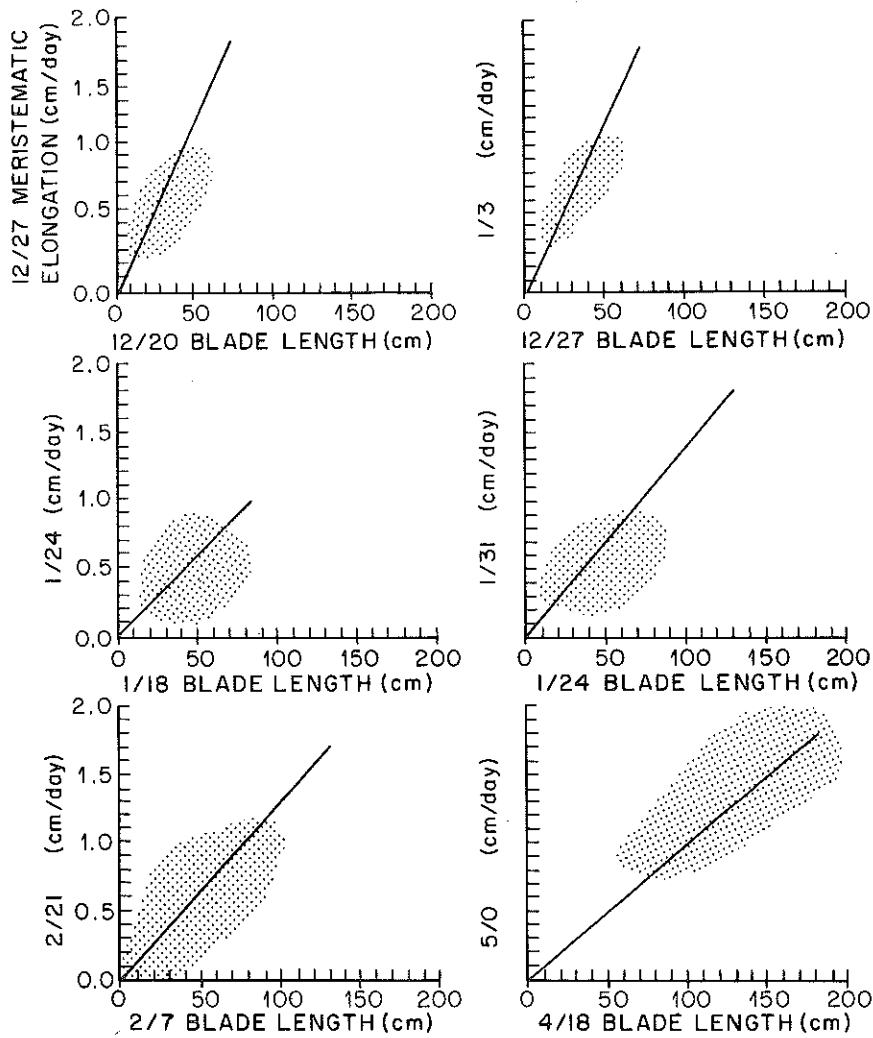 12/27 MERISTEMATIC
ELONGATION (cm/day)
2.0
1.5
1.0
0.5
0.0
0 50 100 150 200
12/20 BLADE LENGTH (cm)
1/3 (cm/day)
0 50 100 150 200
12/27 BLADE LENGTH (cm)
1/24 (cm/day)
2.0
1.5
1.0
0.5
0.0
0 50 100 150 200
1/18 BLADE LENGTH (cm)
1/31 (cm/day)
0 50 100 150 200
1/24 BLADE LENGTH (cm)
2/21 (cm/day)
2.0
1.5
1.0
0.5
0.0
0 50 100 150 200
2/7 BLADE LENGTH (cm)
5/0 (cm/day)
0 50 100 150 200
4/18 BLADE LENGTH (cm)